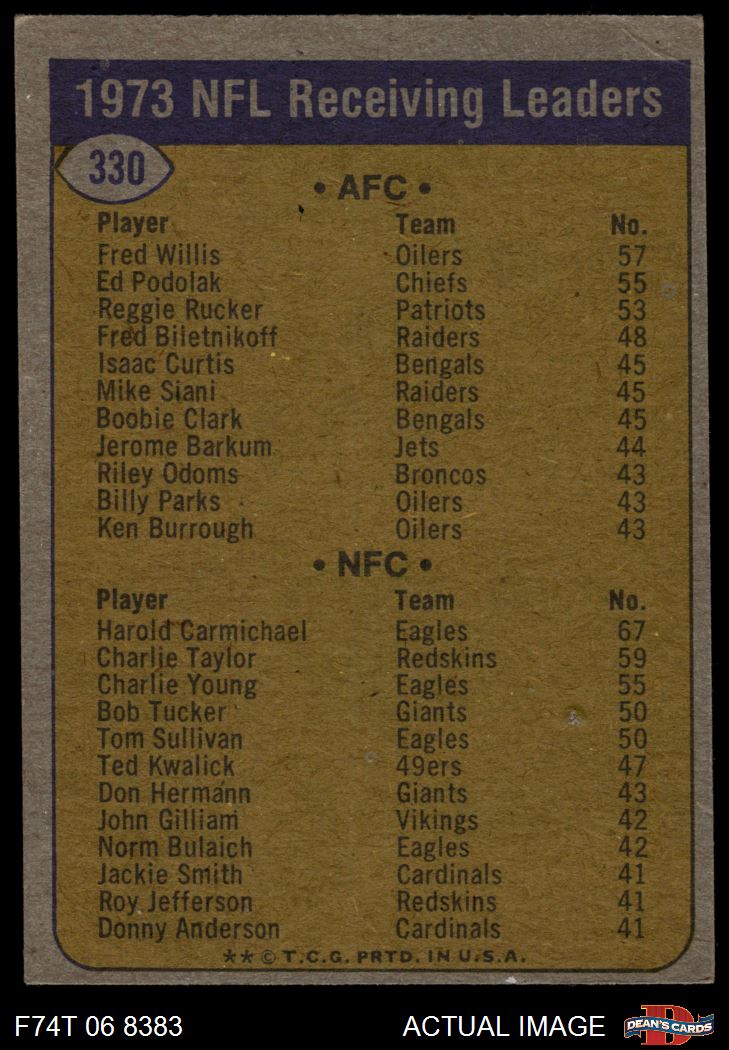 1973 NFL Receiving Leaders
330
• AFC •
Player Team No.
Fred Willis Oilers 57
Ed Podolak Chiefs 55
Reggie Rucker Patriots 53
Fred Biletnikoff Raiders 48
Isaac Curtis Bengals 45
Mike Siani Raiders 45
Boobie Clark Bengals 45
Jerome Barkum Jets 44
Riley Odoms Broncos 43
Billy Parks Oilers 43
Ken Burrough Oilers 43
• NFC •
Player Team No.
Harold Carmichael Eagles 67
Charlie Taylor Redskins 59
Charlie Young Eagles 55
Bob Tucker Giants 50
Tom Sullivan Eagles 50
Ted Kwalick 49ers 47
Don Hermann Giants 43
John Gilliam Vikings 42
Norm Bulaich Eagles 42
Jackie Smith Cardinals 41
Roy Jefferson Redskins 41
Donny Anderson Cardinals 41
**© T.C.G. PRTD. IN U.S.A.
F74T 06 8383 ACTUAL IMAGE
D
DEAN'S CARDS